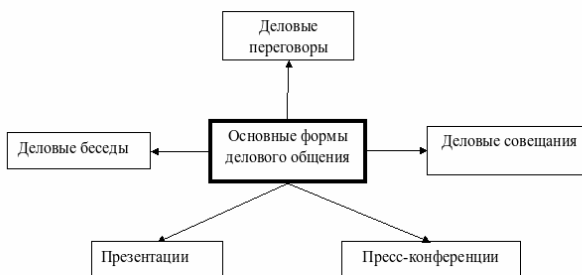 Деловые
переговоры
Основные формы
делового общения
Деловые беседы
Деловые совещания
Презентации
Пресс-конференции